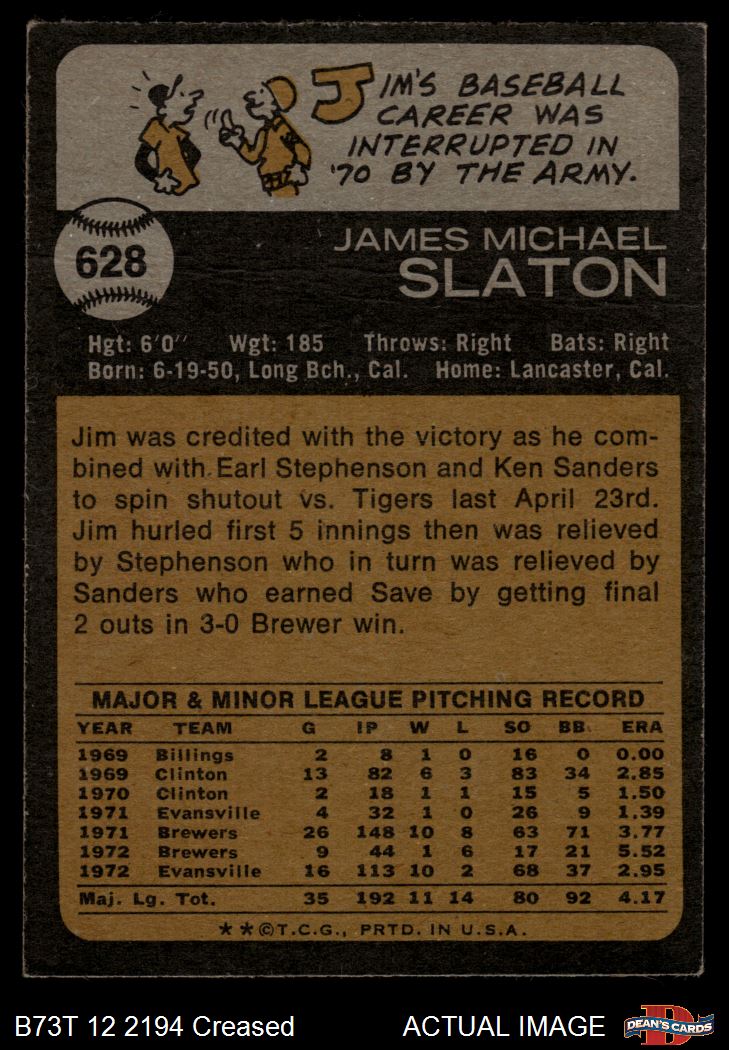 JIM'S BASEBALL
CAREER WAS
INTERRUPTED IN
'70 BY THE ARMY.
628
JAMES MICHAEL
SLATON
Hgt: 6'0" Wgt: 185 Throws: Right Bats: Right
Born: 6-19-50, Long Bch., Cal. Home: Lancaster, Cal.
Jim was credited with the victory as he com-
bined with Earl Stephenson and Ken Sanders
to spin shutout vs. Tigers last April 23rd.
Jim hurled first 5 innings then was relieved
by Stephenson who in turn was relieved by
Sanders who earned Save by getting final
2 outs in 3-0 Brewer win.
MAJOR & MINOR LEAGUE PITCHING RECORD
YEAR TEAM G IP W L SO BB ERA
1969 Billings 2 8 1 0 16 0 0.00
1969 Clinton 13 82 6 3 83 34 2.85
1970 Clinton 2 18 1 1 15 5 1.50
1971 Evansville 4 32 1 0 26 9 1.39
1971 Brewers 26 148 10 8 63 71 3.77
1972 Brewers 9 44 1 6 17 21 5.52
1972 Evansville 16 113 10 2 68 37 2.95
Maj. Lg. Tot. 35 192 11 14 80 92 4.17
★★©T.C.G., PRTD. IN U.S.A.
B73T 12 2194 Creased ACTUAL IMAGE
D
DEAN'S CARDS